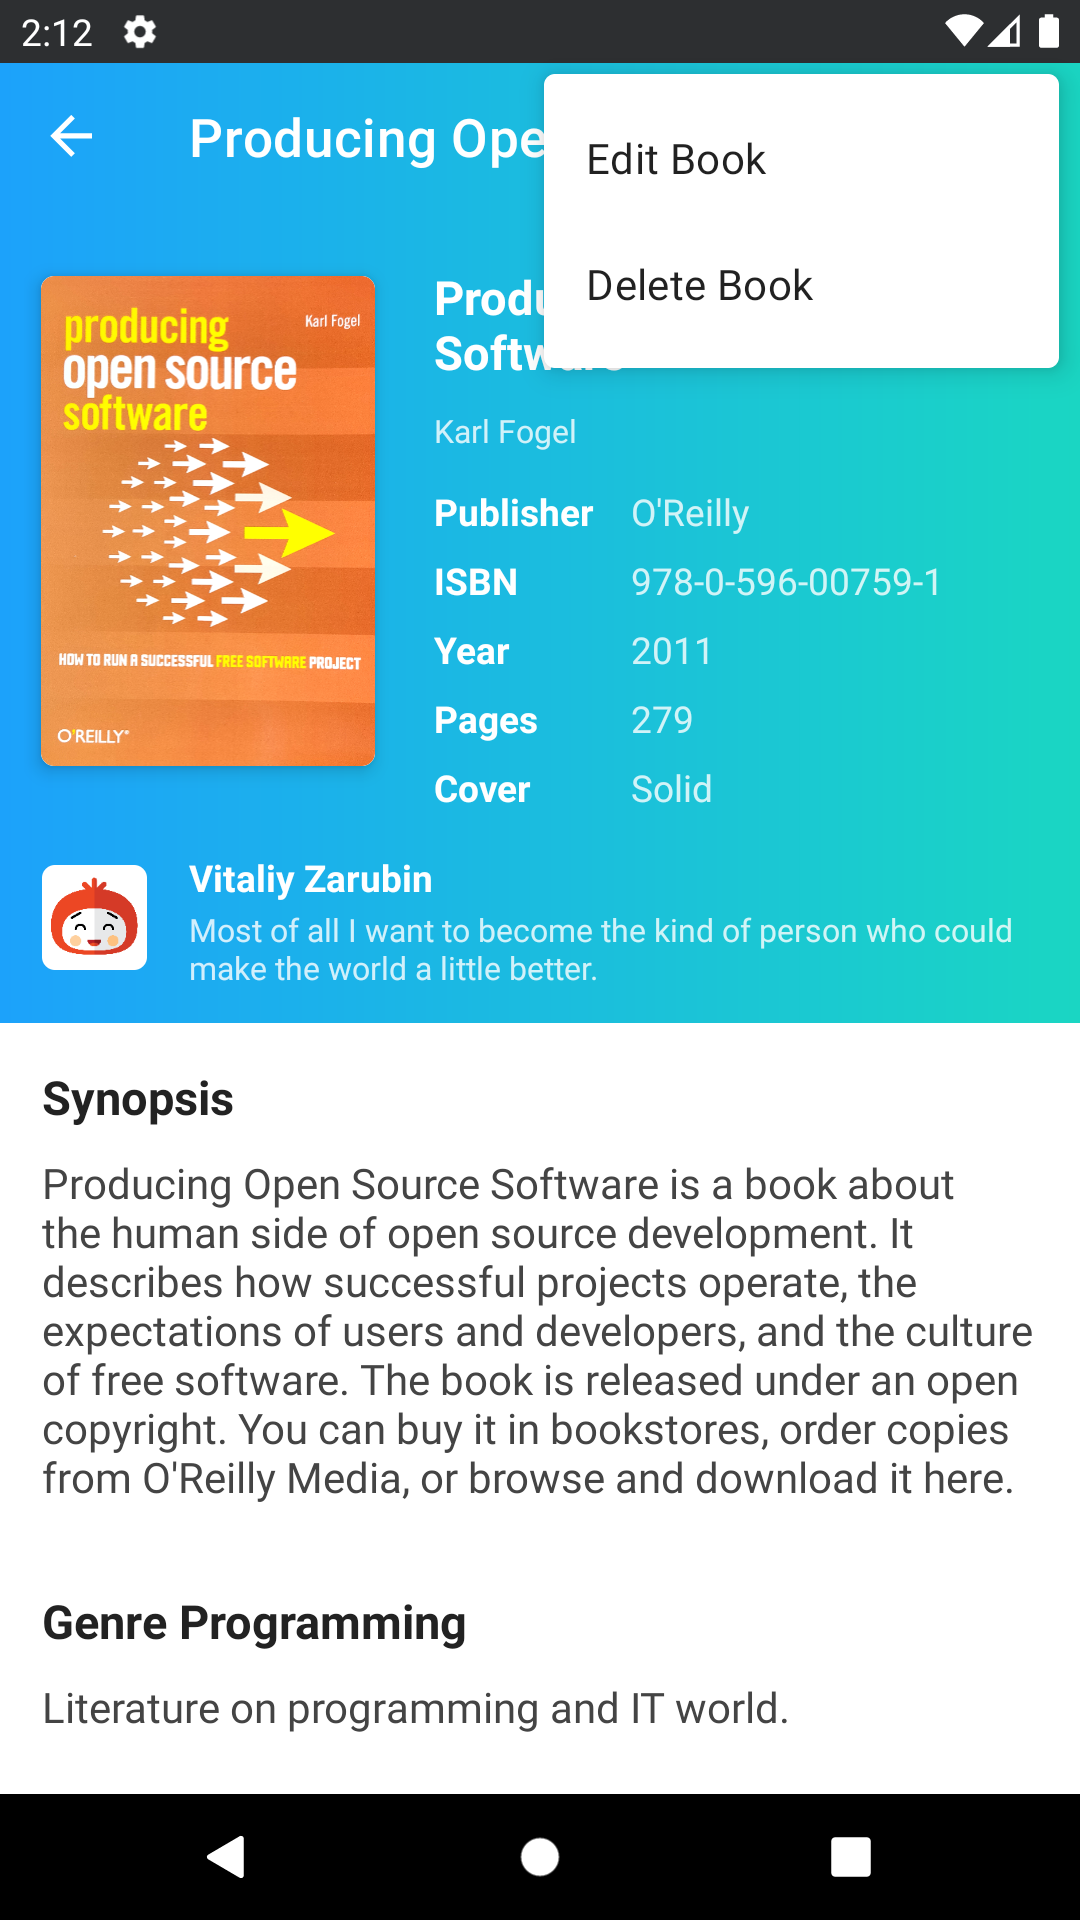 2:12
Producing Ope
Edit Book
Delete Book
producing
Karl Fogel
open source
software
HOW TO RUN A SUCCESSFUL FREE SOFTWARE PROJECT
O'REILLY®
Karl Fogel
Publisher O'Reilly
ISBN 978-0-596-00759-1
Year 2011
Pages 279
Cover Solid
Vitaliy Zarubin
Most of all I want to become the kind of person who could
make the world a little better.
Synopsis
Producing Open Source Software is a book about
the human side of open source development. It
describes how successful projects operate, the
expectations of users and developers, and the culture
of free software. The book is released under an open
copyright. You can buy it in bookstores, order copies
from O'Reilly Media, or browse and download it here.
Genre Programming
Literature on programming and IT world.